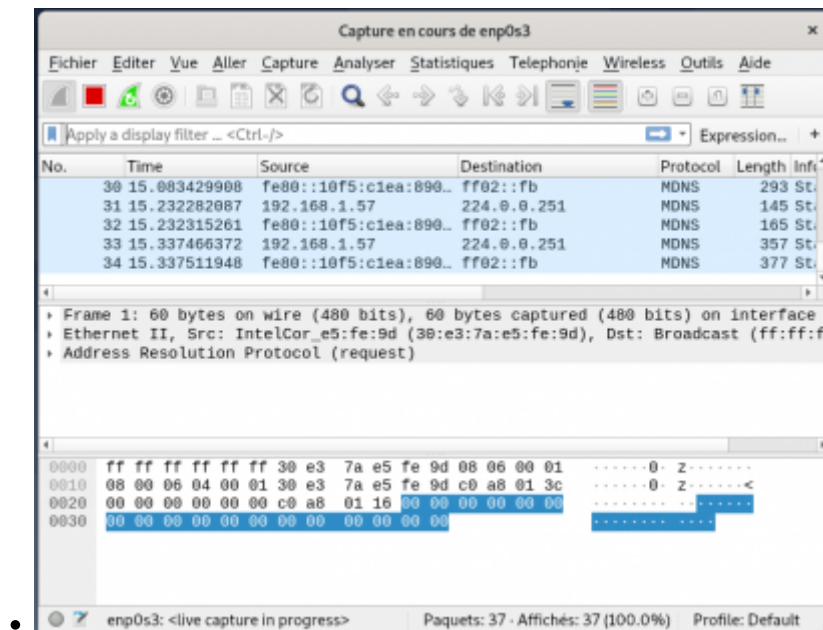 Capture en cours de enp0s3 ×
Fichier Editer Vue Aller Capture Analyser Statistiques Telephonie Wireless Outils Aide
Apply a display filter ... <Ctrl-/> Expression... +
No. Time Source Destination Protocol Length Info
30 15.083429908 fe80::10f5:c1ea:890… ff02::fb MDNS 293 St
31 15.232282087 192.168.1.57 224.0.0.251 MDNS 145 St
32 15.232315261 fe80::10f5:c1ea:890… ff02::fb MDNS 165 St
33 15.337466372 192.168.1.57 224.0.0.251 MDNS 357 St
34 15.337511948 fe80::10f5:c1ea:890… ff02::fb MDNS 377 St
Frame 1: 60 bytes on wire (480 bits), 60 bytes captured (480 bits) on interface
Ethernet II, Src: IntelCor_e5:fe:9d (30:e3:7a:e5:fe:9d), Dst: Broadcast (ff:ff:f
Address Resolution Protocol (request)
0000 ff ff ff ff ff ff 30 e3 7a e5 fe 9d 08 06 00 01 ······0· z·······
0010 08 00 06 04 00 01 30 e3 7a e5 fe 9d c0 a8 01 3c ······0· z······<
0020 00 00 00 00 00 00 c0 a8 01 16 00 00 00 00 00 00 ········ ········
0030 00 00 00 00 00 00 00 00 00 00 00 00 ········ ····
enp0s3: <live capture in progress> Paquets: 37 · Affichés: 37 (100.0%) Profile: Default